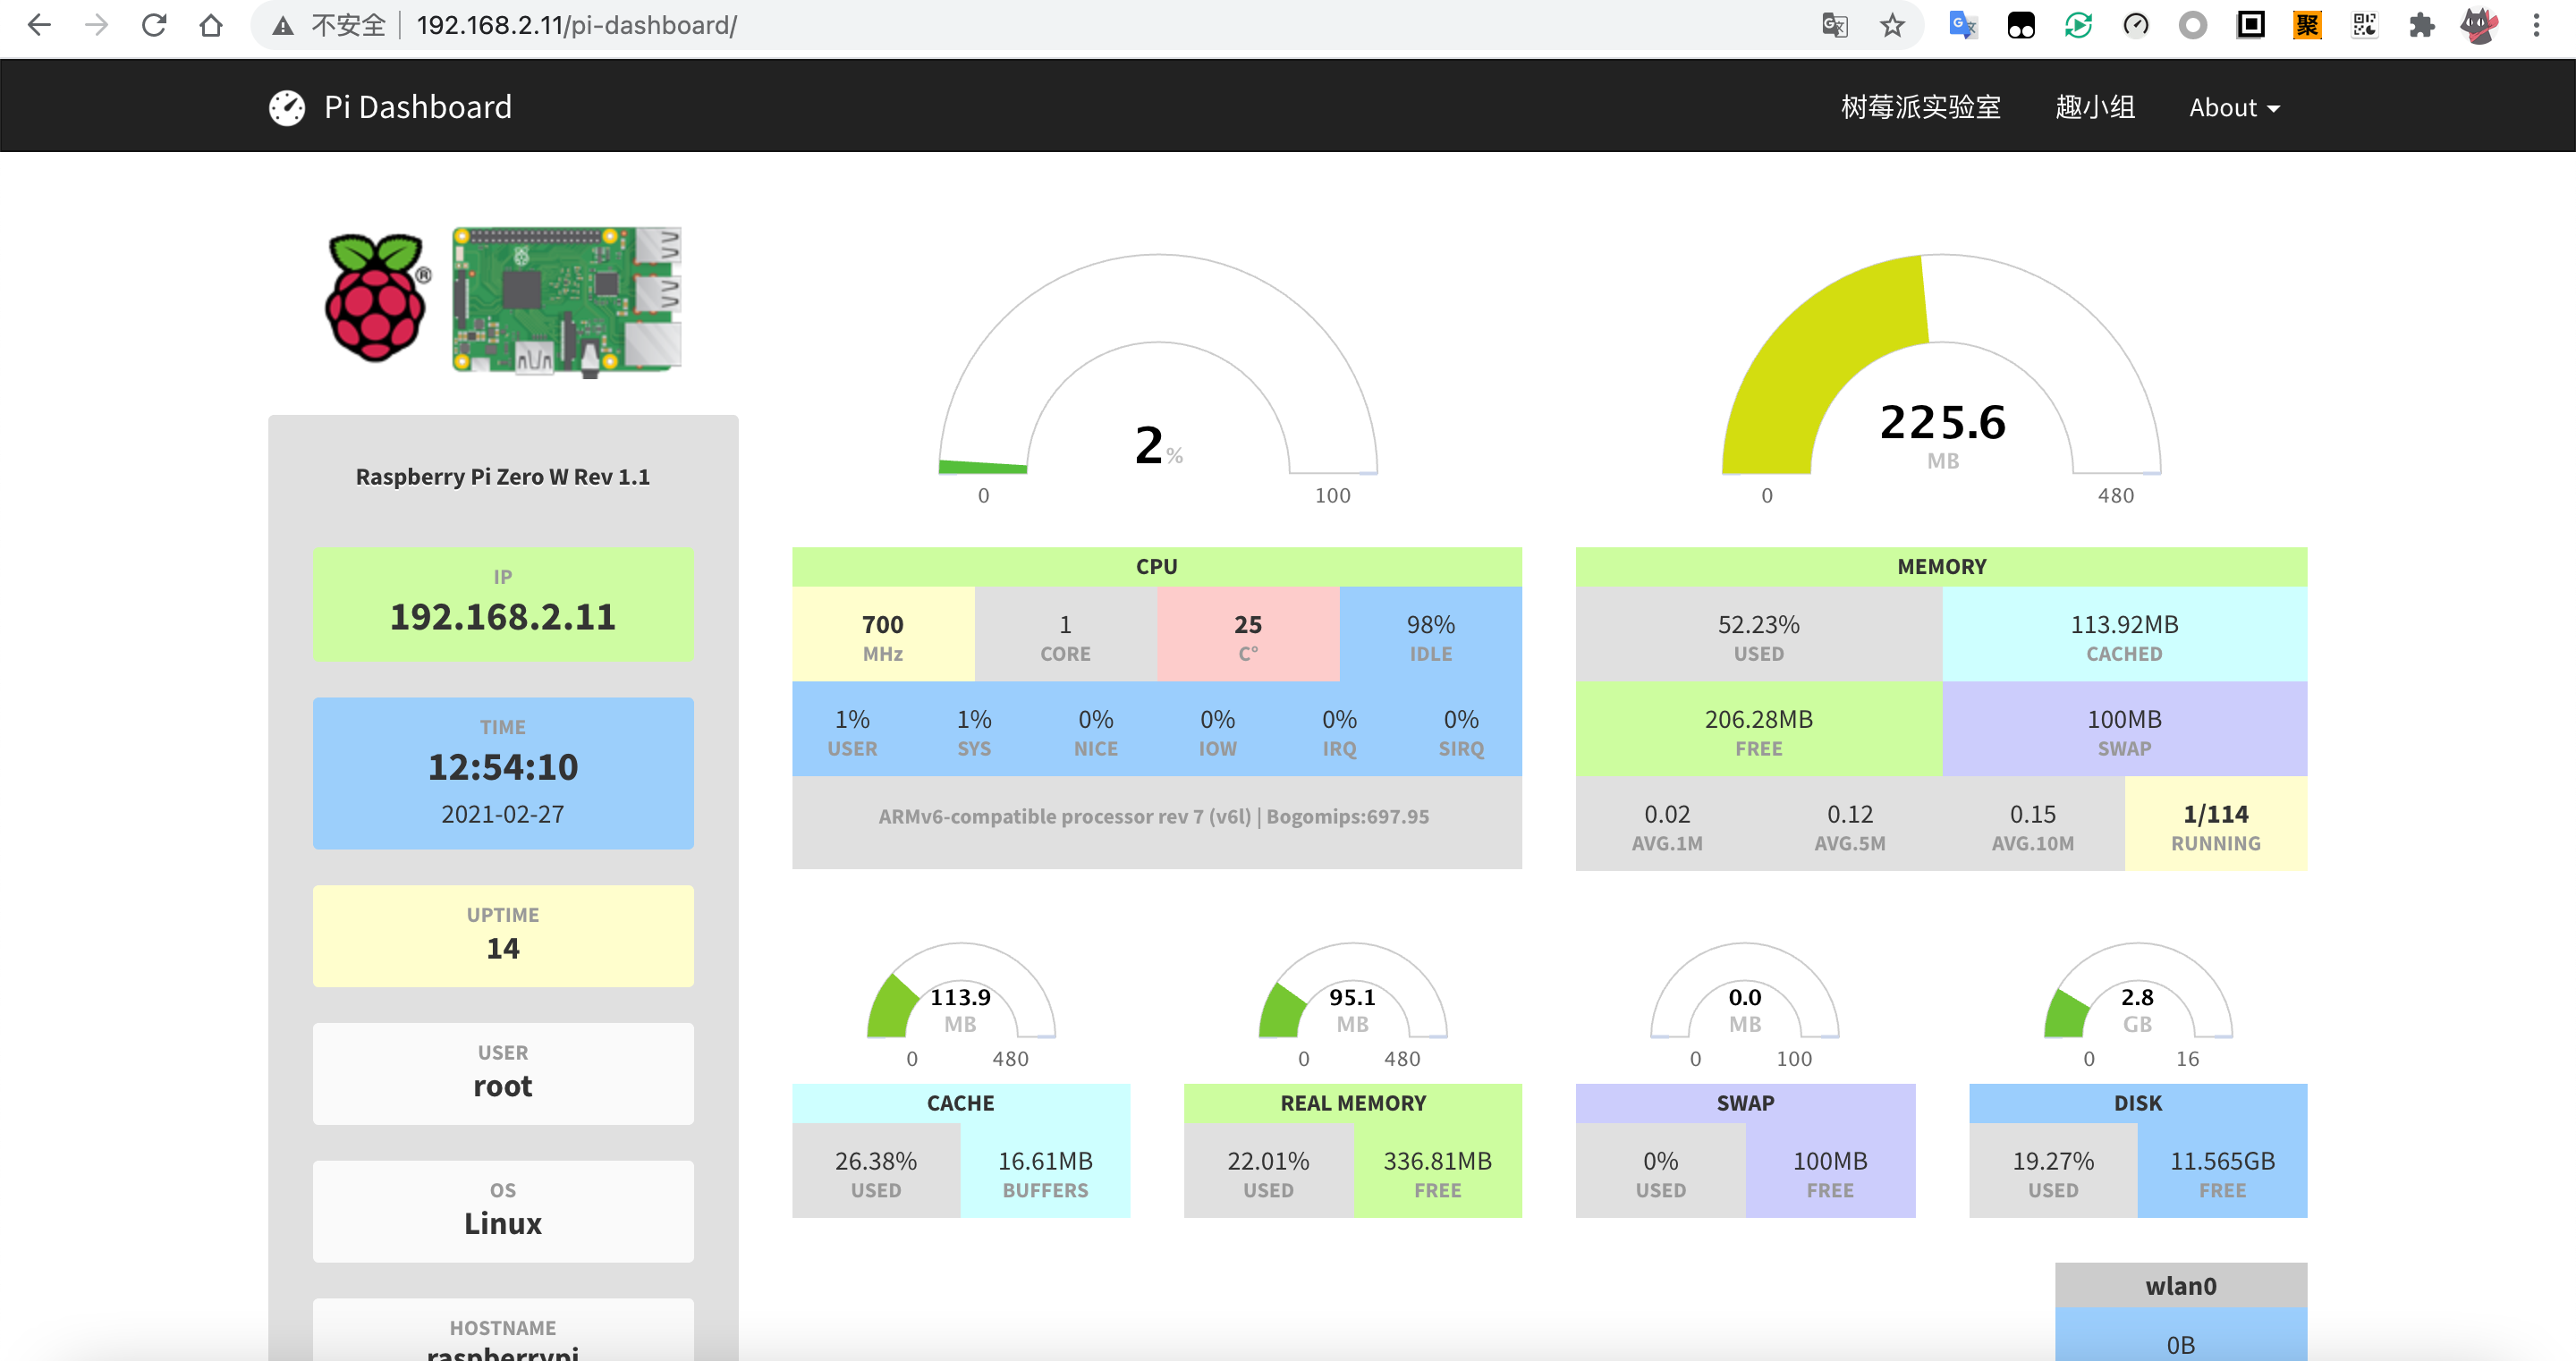 不安全 192.168.2.11/pi-dashboard/
聚
Pi Dashboard 树莓派实验室 趣小组 About
Raspberry Pi Zero W Rev 1.1
IP
192.168.2.11
TIME
12:54:10
2021-02-27
UPTIME
14
USER
root
OS
Linux
HOSTNAME
raspberrypi
2%
0 100
CPU
700 1 25 98%
MHz CORE C° IDLE
1% 1% 0% 0% 0% 0%
USER SYS NICE IOW IRQ SIRQ
ARMv6-compatible processor rev 7 (v6l) | Bogomips:697.95
225.6
MB
0 480
MEMORY
52.23% 113.92MB
USED CACHED
206.28MB 100MB
FREE SWAP
0.02 0.12 0.15 1/114
AVG.1M AVG.5M AVG.10M RUNNING
113.9
MB
0 480
CACHE
26.38% 16.61MB
USED BUFFERS
95.1
MB
0 480
REAL MEMORY
22.01% 336.81MB
USED FREE
0.0
MB
0 100
SWAP
0% 100MB
USED FREE
2.8
GB
0 16
DISK
19.27% 11.565GB
USED FREE
wlan0
0B